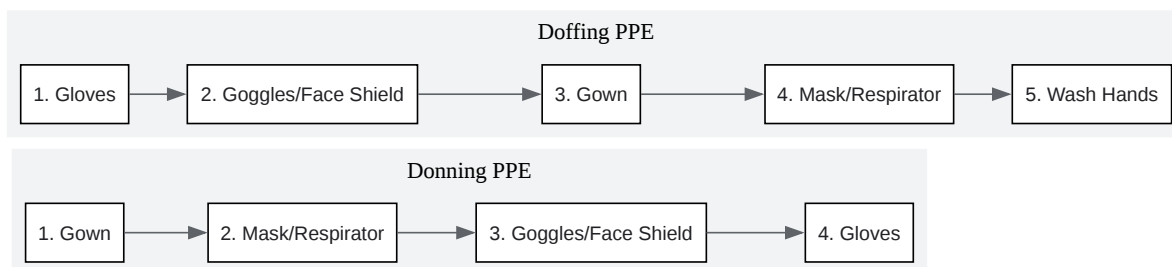 Doffing PPE
1. Gloves
2. Goggles/Face Shield
3. Gown
4. Mask/Respirator
5. Wash Hands
Donning PPE
1. Gown
2. Mask/Respirator
3. Goggles/Face Shield
4. Gloves